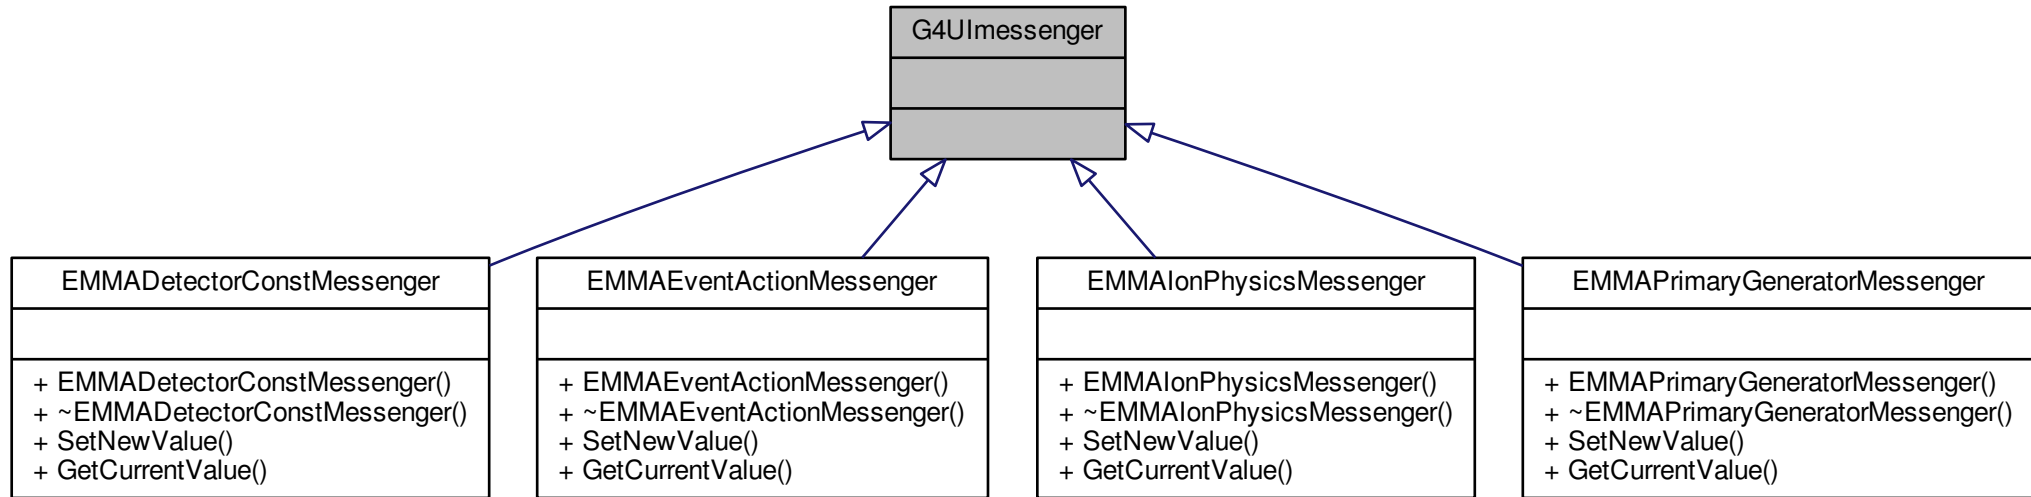 G4UImessenger
EMMADetectorConstMessenger
+ EMMADetectorConstMessenger()
+ ~EMMADetectorConstMessenger()
+ SetNewValue()
+ GetCurrentValue()
EMMAEventActionMessenger
+ EMMAEventActionMessenger()
+ ~EMMAEventActionMessenger()
+ SetNewValue()
+ GetCurrentValue()
EMMAIonPhysicsMessenger
+ EMMAIonPhysicsMessenger()
+ ~EMMAIonPhysicsMessenger()
+ SetNewValue()
+ GetCurrentValue()
EMMAPrimaryGeneratorMessenger
+ EMMAPrimaryGeneratorMessenger()
+ ~EMMAPrimaryGeneratorMessenger()
+ SetNewValue()
+ GetCurrentValue()